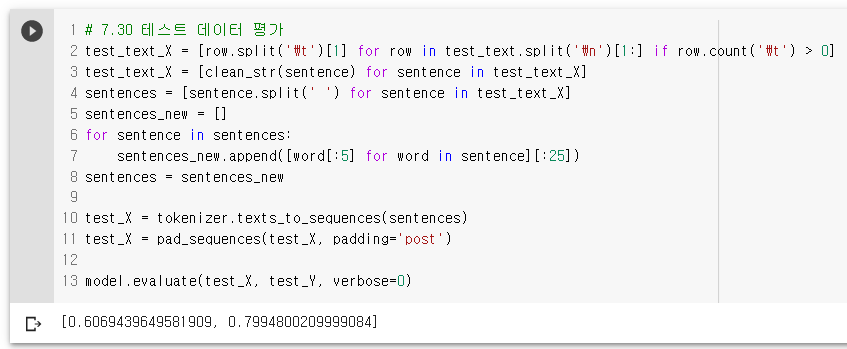 1 # 7.30 테스트 데이터 평가
2 test_text_X = [row.split('₩t')[1] for row in test_text.split('₩n')[1:] if row.count('₩t') > 0]
3 test_text_X = [clean_str(sentence) for sentence in test_text_X]
4 sentences = [sentence.split(' ') for sentence in test_text_X]
5 sentences_new = []
6 for sentence in sentences:
7     sentences_new.append([word[:5] for word in sentence][:25])
8 sentences = sentences_new
9
10 test_X = tokenizer.texts_to_sequences(sentences)
11 test_X = pad_sequences(test_X, padding='post')
12
13 model.evaluate(test_X, test_Y, verbose=0)
[0.6069439649581909, 0.7994800209999084]